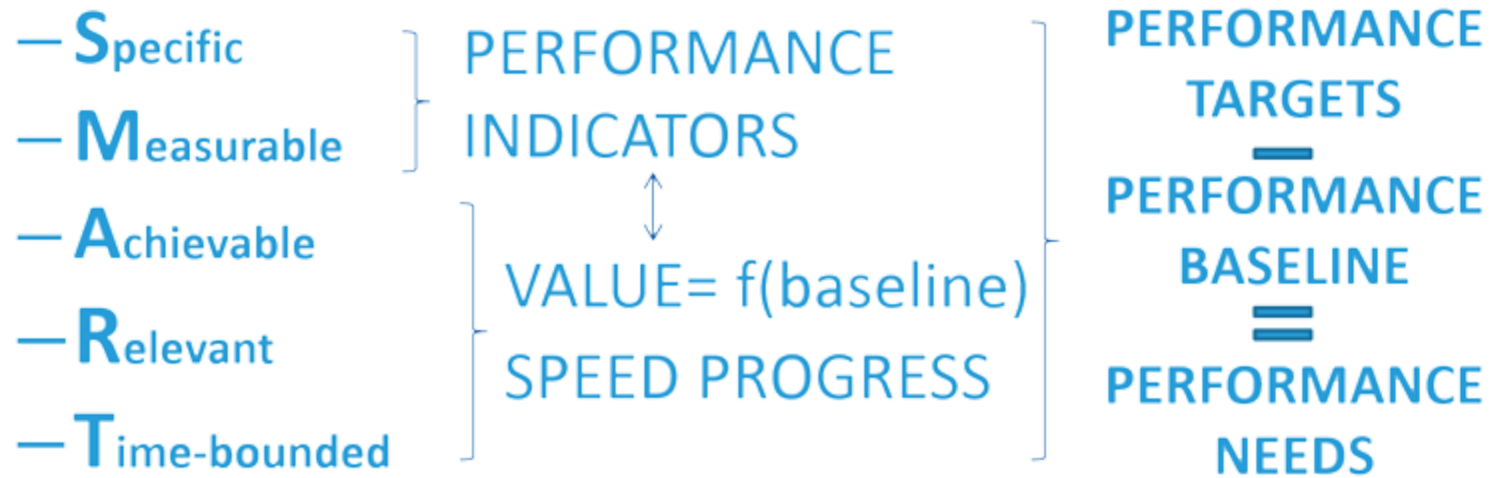 — Specific
— Measurable
— Achievable
— Relevant
— Time-bounded
PERFORMANCE
INDICATORS
VALUE= f(baseline)
SPEED PROGRESS
PERFORMANCE
TARGETS
–
PERFORMANCE
BASELINE
=
PERFORMANCE
NEEDS